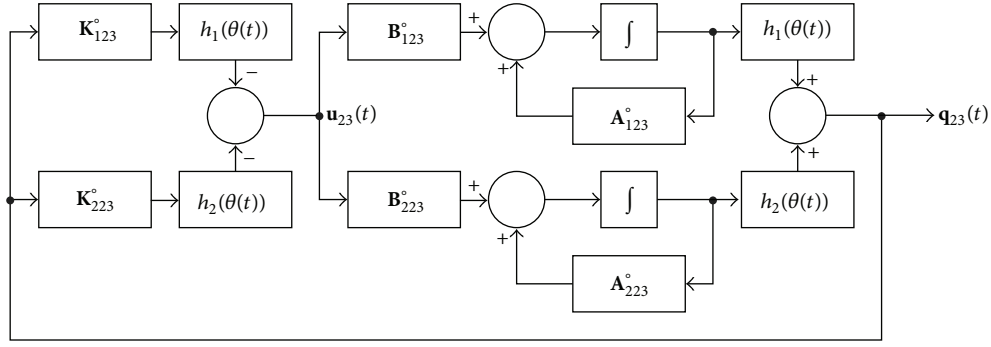 K°₁₂₃
h₁(θ(t))
B°₁₂₃
+
∫
h₁(θ(t))
−
+
+
A°₁₂₃
u₂₃(t)
q₂₃(t)
−
+
K°₂₂₃
h₂(θ(t))
B°₂₂₃
+
∫
h₂(θ(t))
+
A°₂₂₃